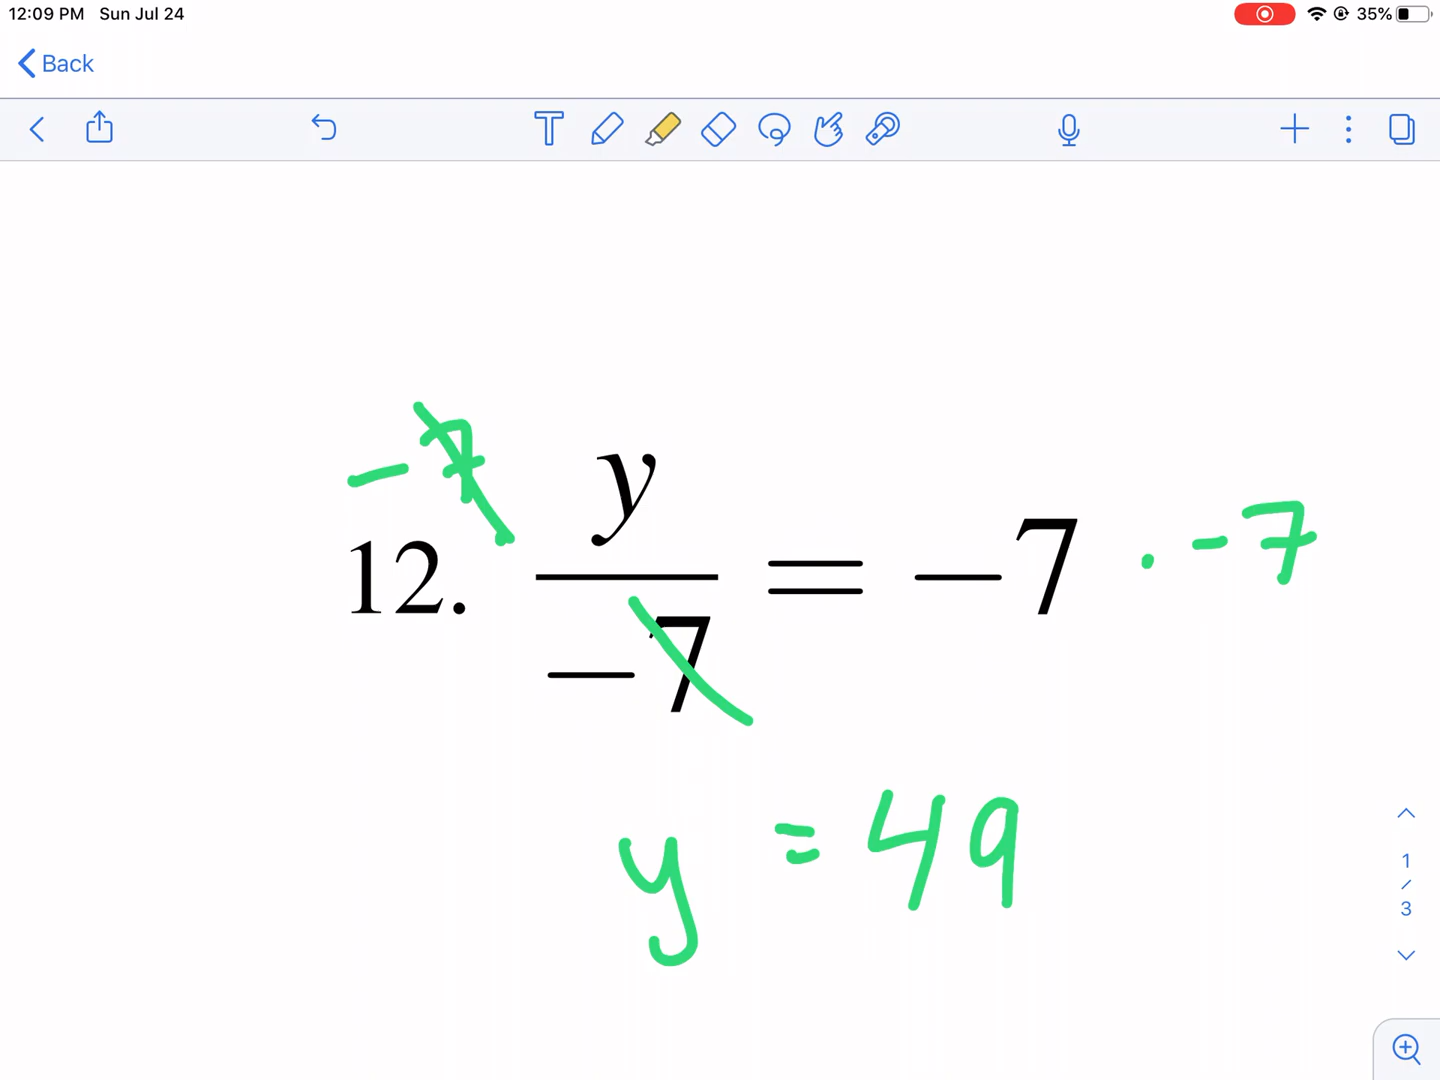 12:09 PM Sun Jul 24
35%
Back
T
-7
12. y/-7 = -7 · -7
y = 49
1
/
3